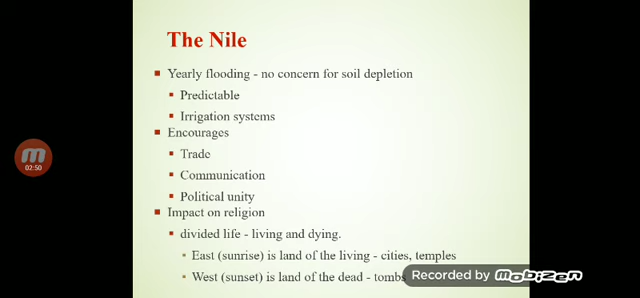 The Nile
Yearly flooding - no concern for soil depletion
Predictable
Irrigation systems
Encourages
Trade
Communication
Political unity
Impact on religion
divided life - living and dying.
East (sunrise) is land of the living - cities, temples
West (sunset) is land of the dead - tombs
02:50
Recorded by mobizen